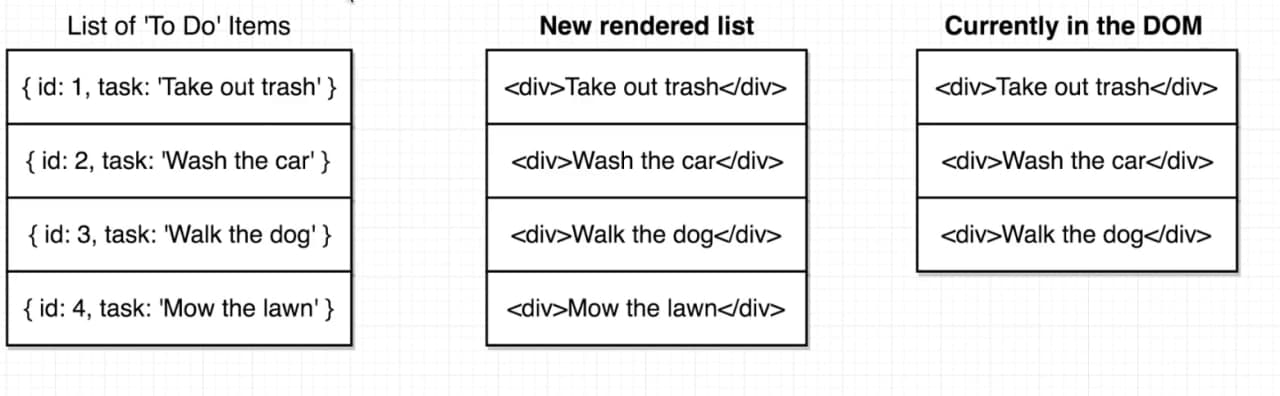 List of 'To Do' Items
{ id: 1, task: 'Take out trash' }
{ id: 2, task: 'Wash the car' }
{ id: 3, task: 'Walk the dog' }
{ id: 4, task: 'Mow the lawn' }
New rendered list
<div>Take out trash</div>
<div>Wash the car</div>
<div>Walk the dog</div>
<div>Mow the lawn</div>
Currently in the DOM
<div>Take out trash</div>
<div>Wash the car</div>
<div>Walk the dog</div>